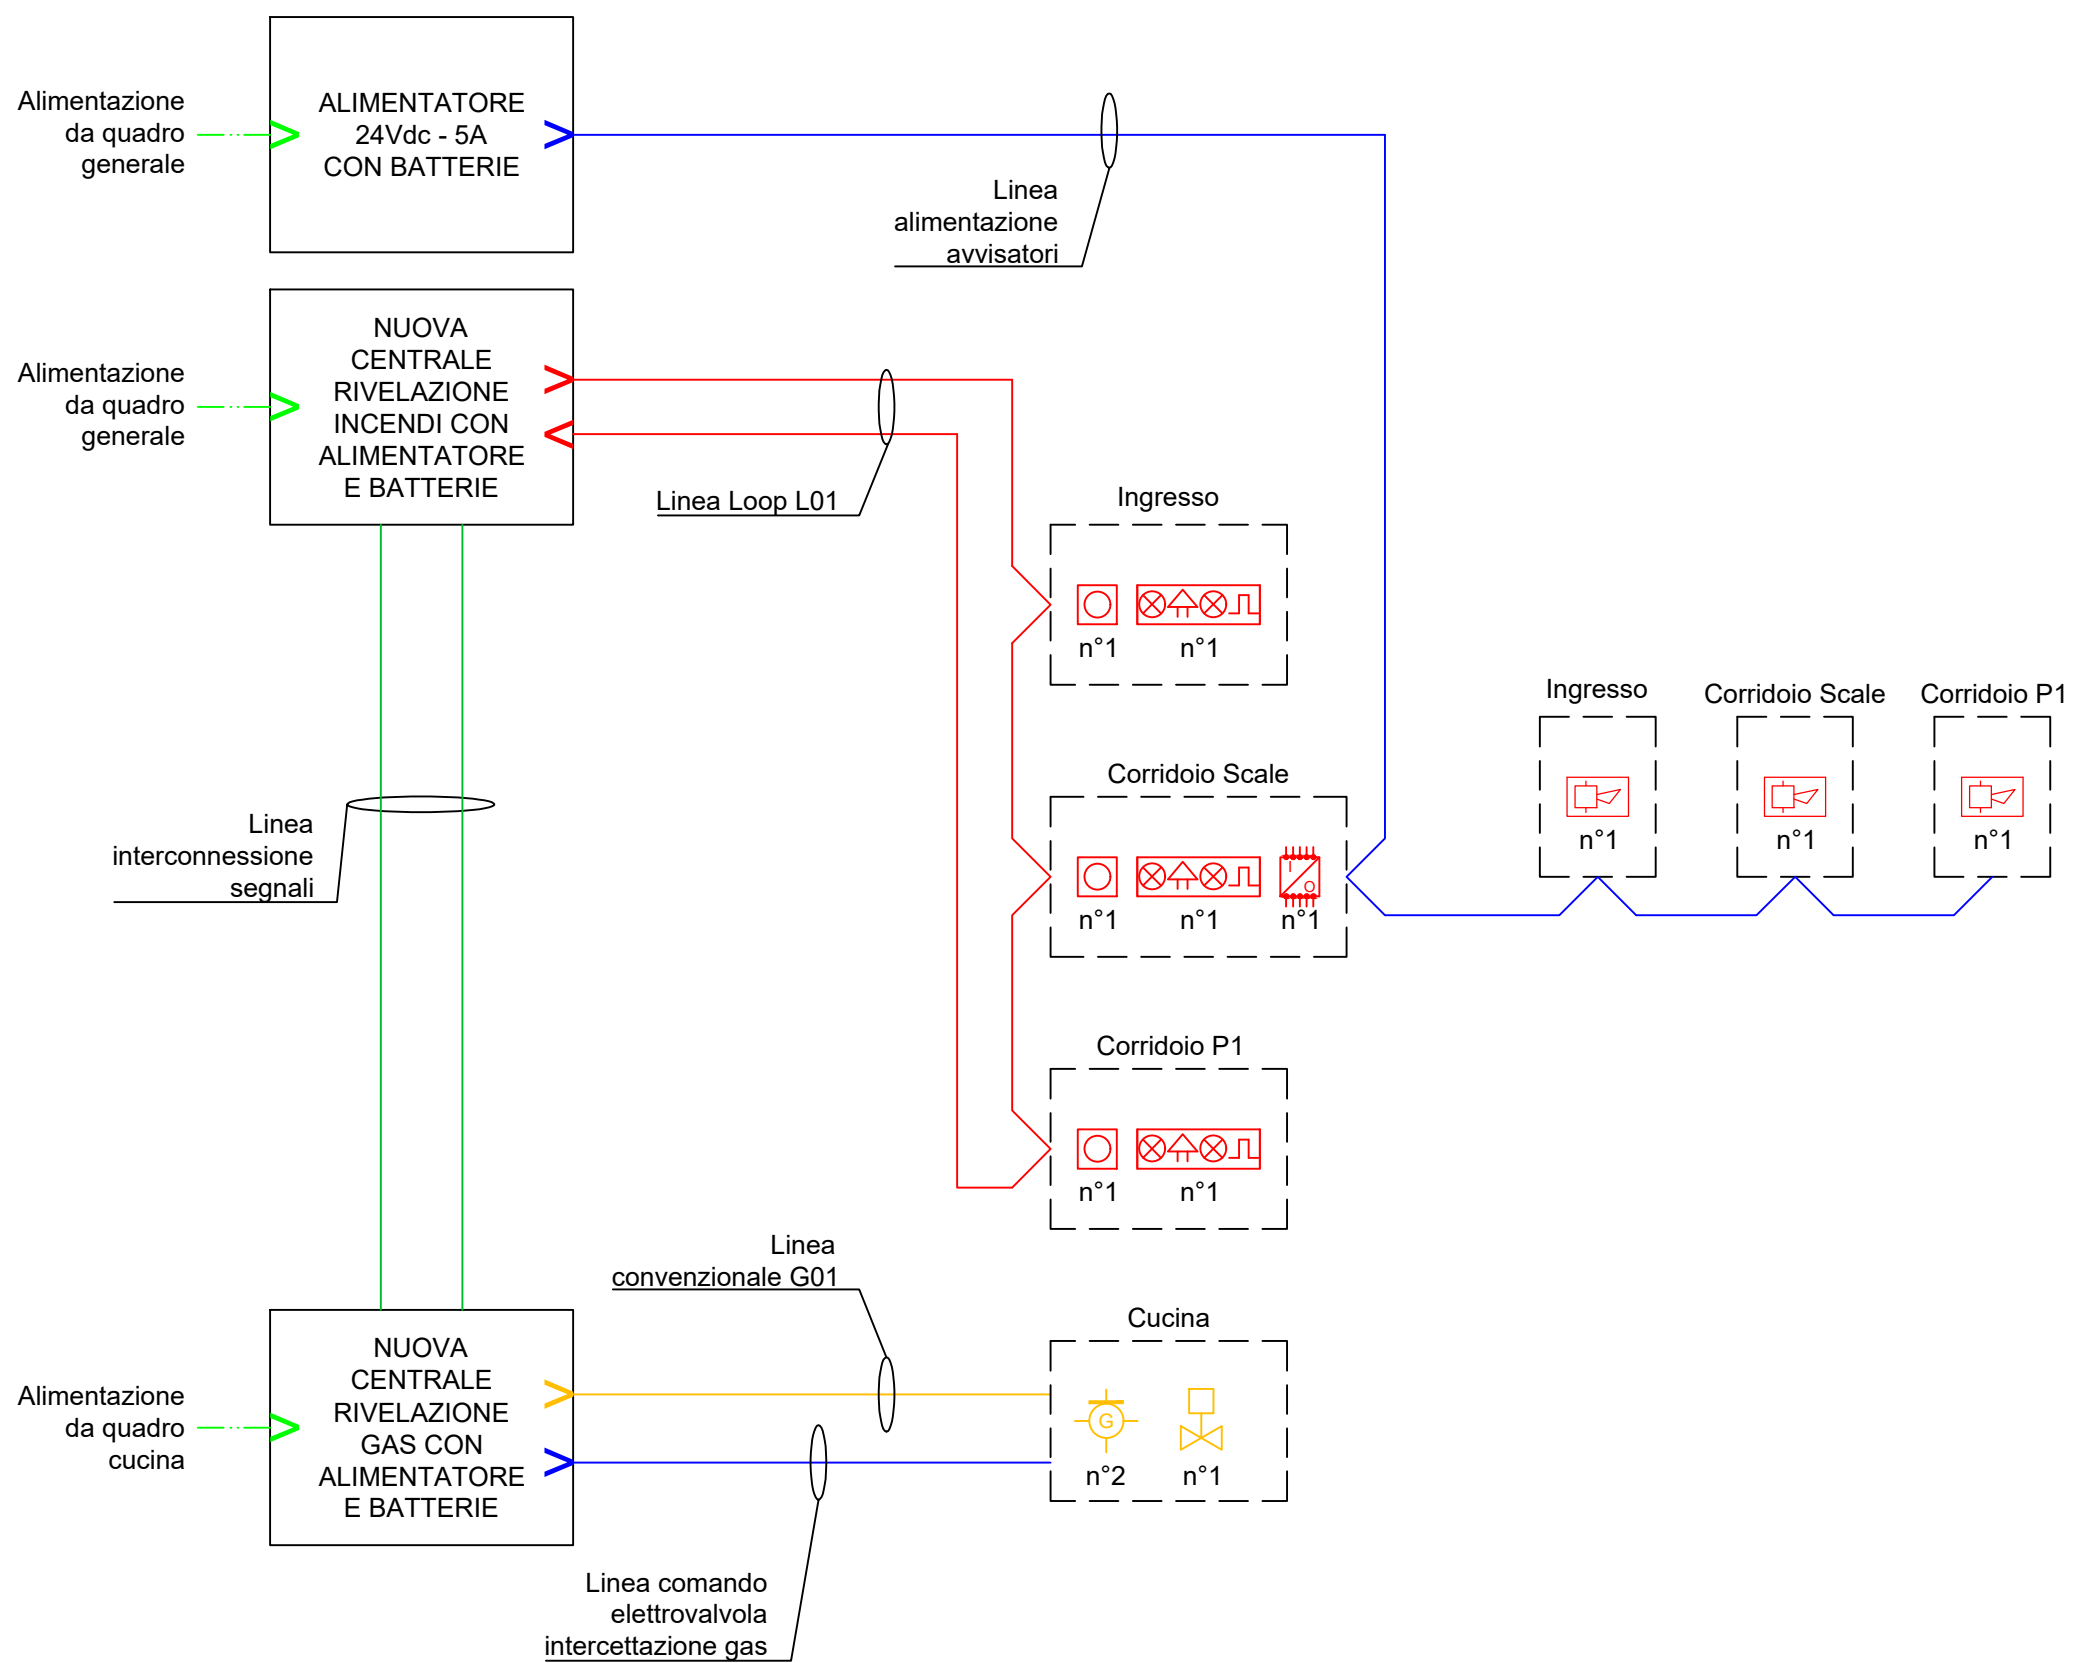 Alimentazione
da quadro
generale
ALIMENTATORE
24Vdc - 5A
CON BATTERIE
Linea
alimentazione
avvisatori
Alimentazione
da quadro
generale
NUOVA
CENTRALE
RIVELAZIONE
INCENDI CON
ALIMENTATORE
E BATTERIE
Linea Loop L01
Ingresso
n°1 n°1
Ingresso
n°1
Corridoio Scale
n°1
Corridoio P1
n°1
Corridoio Scale
I
O
n°1 n°1 n°1
Linea
interconnessione
segnali
Corridoio P1
n°1 n°1
Linea
convenzionale G01
Cucina
G
n°2 n°1
Alimentazione
da quadro
cucina
NUOVA
CENTRALE
RIVELAZIONE
GAS CON
ALIMENTATORE
E BATTERIE
Linea comando
elettrovalvola
intercettazione gas